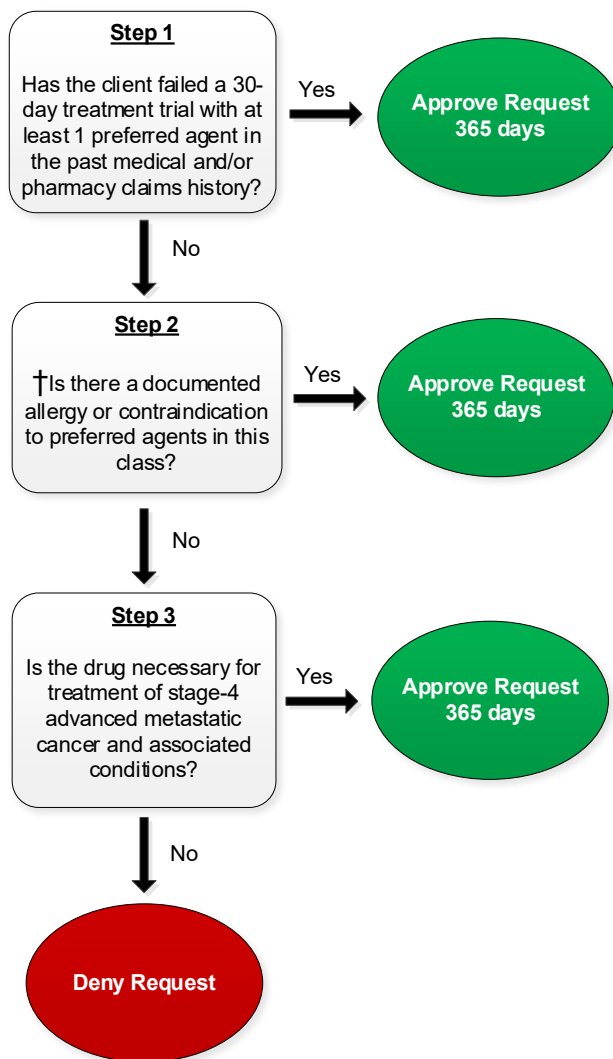 Step 1
Has the client failed a 30-
day treatment trial with at
least 1 preferred agent in
the past medical and/or
pharmacy claims history?
Yes
Approve Request
365 days
No
Step 2
†Is there a documented
allergy or contraindication
to preferred agents in this
class?
Yes
Approve Request
365 days
No
Step 3
Is the drug necessary for
treatment of stage-4
advanced metastatic
cancer and associated
conditions?
Yes
Approve Request
365 days
No
Deny Request